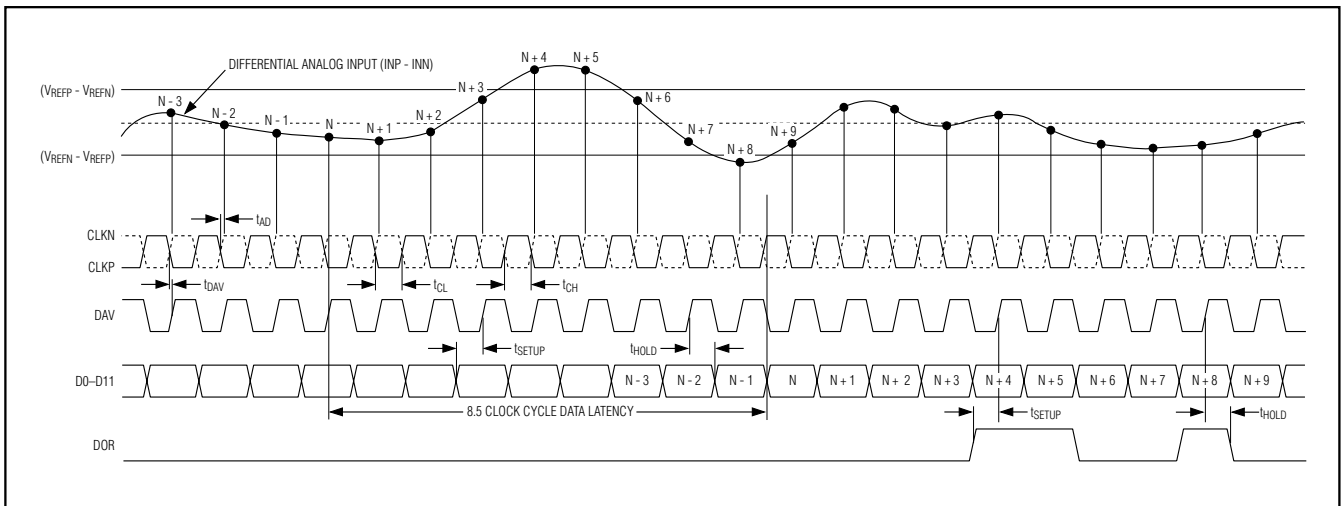 DIFFERENTIAL ANALOG INPUT (INP - INN)
(VREFP - VREFN)
(VREFN - VREFP)
N - 3
N - 2
N - 1
N
N + 1
N + 2
N + 3
N + 4
N + 5
N + 6
N + 7
N + 8
N + 9
tAD
CLKN
CLKP
tDAV
tCL
tCH
DAV
tSETUP
tHOLD
D0–D11
N - 3
N - 2
N - 1
N
N + 1
N + 2
N + 3
N + 4
N + 5
N + 6
N + 7
N + 8
N + 9
8.5 CLOCK CYCLE DATA LATENCY
tSETUP
tHOLD
DOR